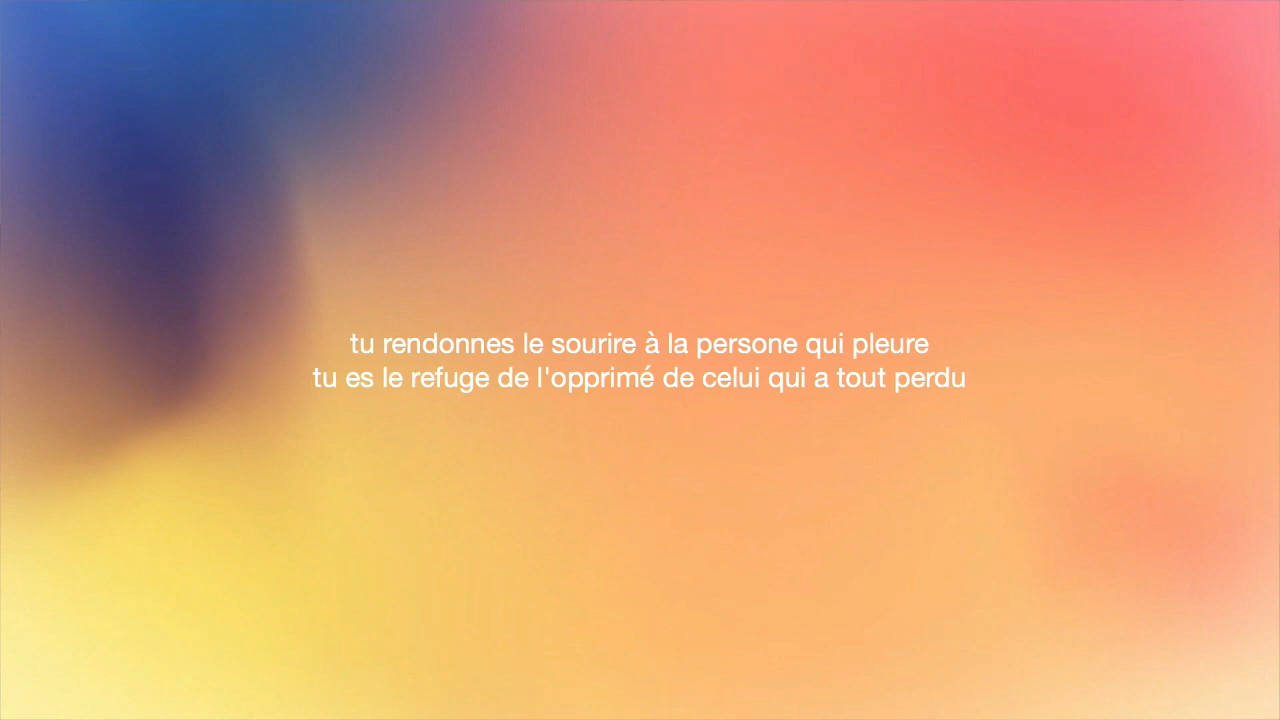 tu rendonnes le sourire à la persone qui pleure
tu es le refuge de l'opprimé de celui qui a tout perdu